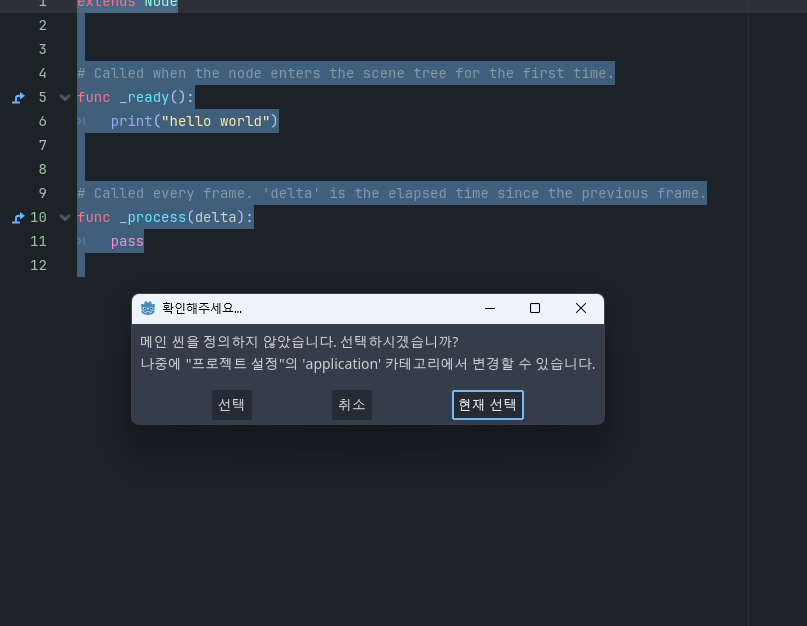 1 extends Node
2
3
4 # Called when the node enters the scene tree for the first time.
5 func _ready():
6 print("hello world")
7
8
9 # Called every frame. 'delta' is the elapsed time since the previous frame.
10 func _process(delta):
11 pass
12
확인해주세요...
메인 씬을 정의하지 않았습니다. 선택하시겠습니까?
나중에 "프로젝트 설정"의 'application' 카테고리에서 변경할 수 있습니다.
선택 취소 현재 선택